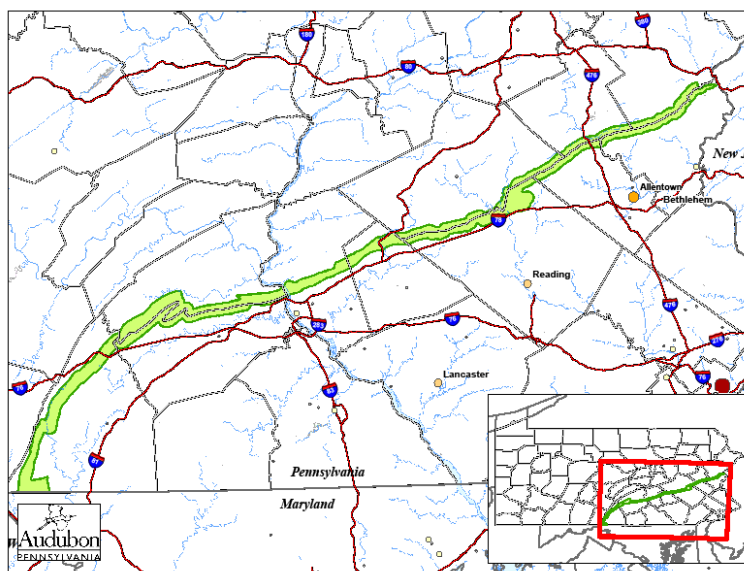 180
380
80
476
New
Allentown
Bethlehem
78
Reading
476
283
76
76
83
Lancaster
76
81
Pennsylvania
Maryland
Audubon
PENNSYLVANIA